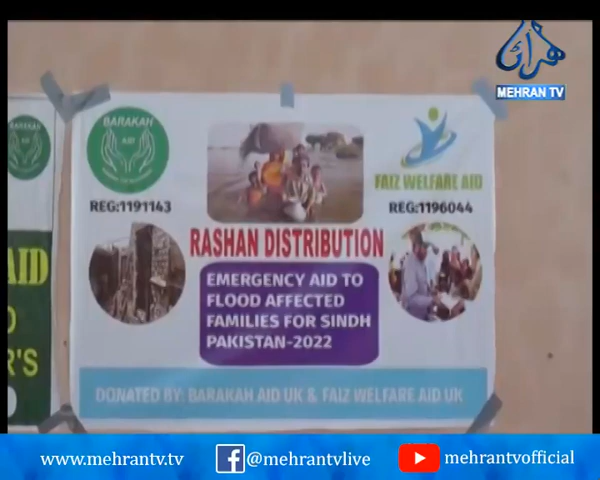 مہران
MEHRAN TV
BARAKAH
AID
REG:1191143
FAIZ WELFARE AID
REG:1196044
RASHAN DISTRIBUTION
EMERGENCY AID TO
FLOOD AFFECTED
FAMILIES FOR SINDH
PAKISTAN-2022
DONATED BY: BARAKAH AID UK & FAIZ WELFARE AID UK
AID
R'S
www.mehrantv.tv
@mehrantvlive
mehrantvofficial